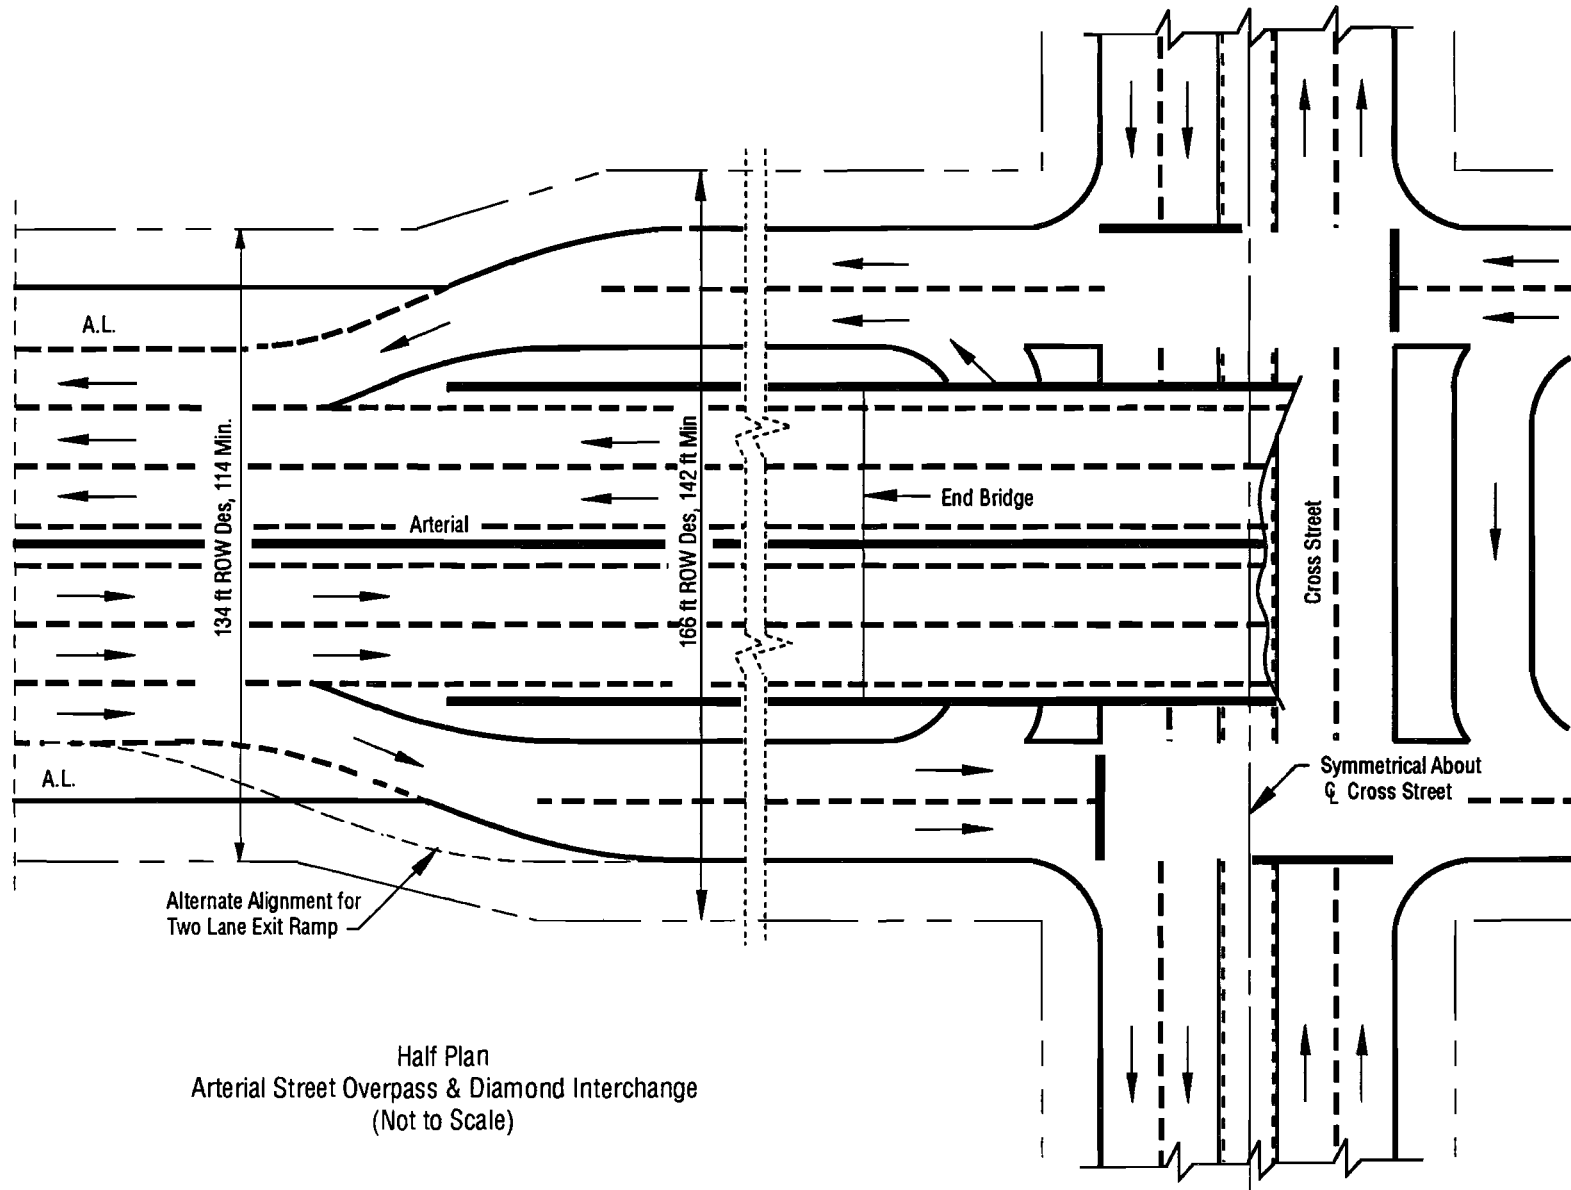 A.L.
134 ft ROW Des, 114 Min.
166 ft ROW Des, 142 ft Min
End Bridge
Arterial
Cross Street
Symmetrical About
℄ Cross Street
A.L.
Alternate Alignment for
Two Lane Exit Ramp
Half Plan
Arterial Street Overpass & Diamond Interchange
(Not to Scale)